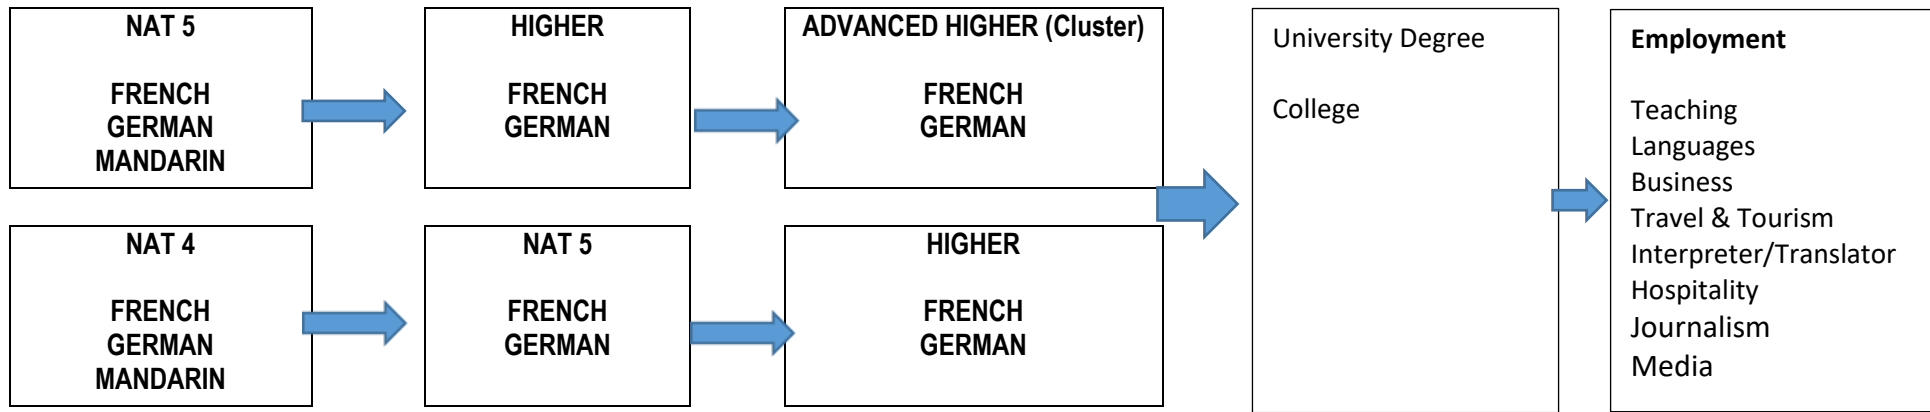 NAT 5
FRENCH
GERMAN
MANDARIN
HIGHER
FRENCH
GERMAN
ADVANCED HIGHER (Cluster)
FRENCH
GERMAN
NAT 4
FRENCH
GERMAN
MANDARIN
NAT 5
FRENCH
GERMAN
HIGHER
FRENCH
GERMAN
University Degree
College
Employment
Teaching
Languages
Business
Travel & Tourism
Interpreter/Translator
Hospitality
Journalism
Media